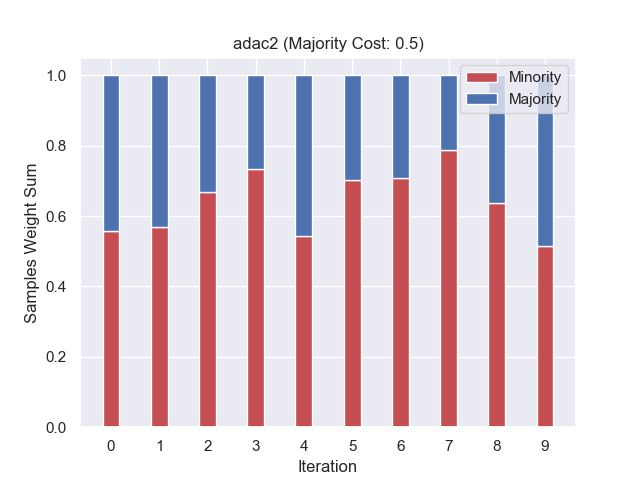 adac2 (Majority Cost: 0.5)
Minority
Majority
Samples Weight Sum
1.0
0.8
0.6
0.4
0.2
0.0
0 1 2 3 4 5 6 7 8 9
Iteration